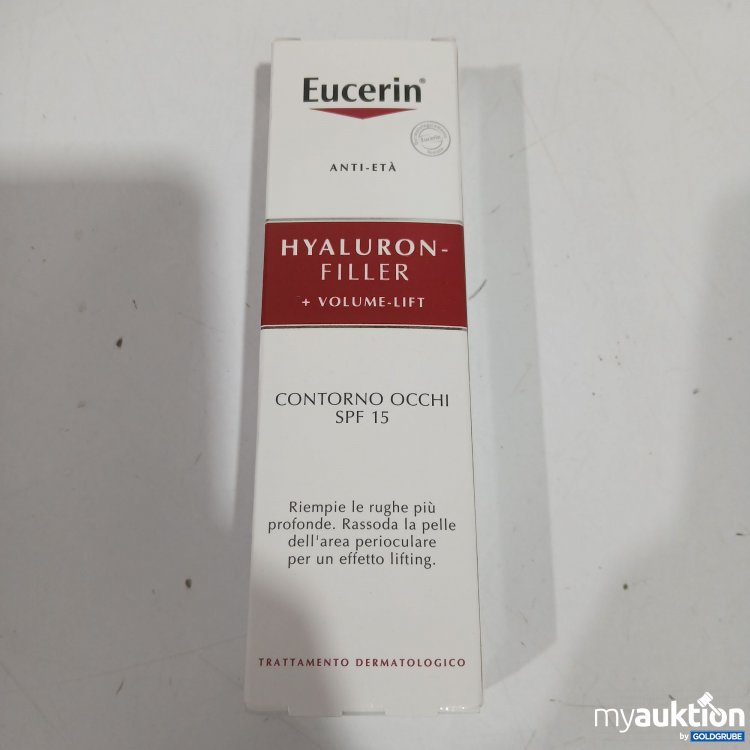 Eucerin®
Eucerin
ANTI-ETÀ
HYALURON-
FILLER
+ VOLUME-LIFT
CONTORNO OCCHI
SPF 15
Riempie le rughe più
profonde. Rassoda la pelle
dell'area perioculare
per un effetto lifting.
TRATTAMENTO DERMATOLOGICO
myauktion
by GOLDGRUBE